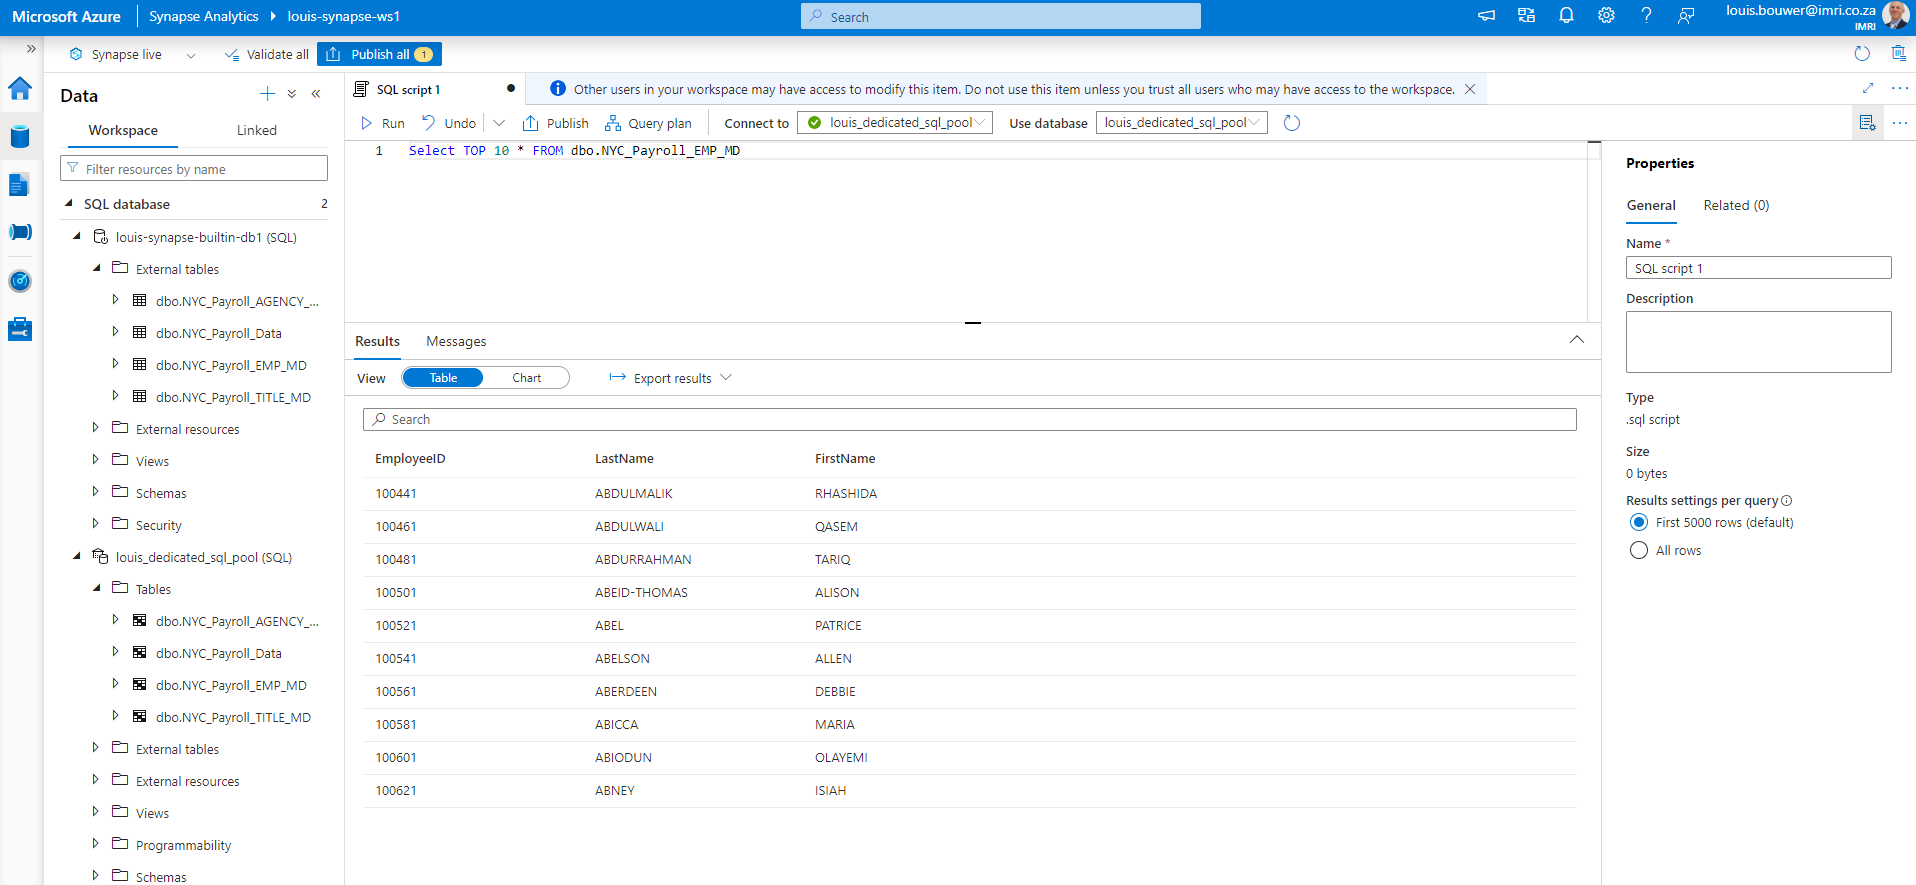 Microsoft Azure Synapse Analytics louis-synapse-ws1 Search louis.bouwer@imri.co.za
IMRI
Synapse live Validate all Publish all 1
Data
Workspace Linked
Filter resources by name
SQL database 2
louis-synapse-builtin-db1 (SQL)
External tables
dbo.NYC_Payroll_AGENCY_...
dbo.NYC_Payroll_Data
dbo.NYC_Payroll_EMP_MD
dbo.NYC_Payroll_TITLE_MD
External resources
Views
Schemas
Security
louis_dedicated_sql_pool (SQL)
Tables
dbo.NYC_Payroll_AGENCY_...
dbo.NYC_Payroll_Data
dbo.NYC_Payroll_EMP_MD
dbo.NYC_Payroll_TITLE_MD
External tables
External resources
Views
Programmability
Schemas
SQL script 1
Other users in your workspace may have access to modify this item. Do not use this item unless you trust all users who may have access to the workspace.
Run Undo Publish Query plan Connect to louis_dedicated_sql_pool Use database louis_dedicated_sql_pool
1 Select TOP 10 * FROM dbo.NYC_Payroll_EMP_MD
Results Messages
View Table Chart Export results
Search
EmployeeID LastName FirstName
100441 ABDULMALIK RHASHIDA
100461 ABDULWALI QASEM
100481 ABDURRAHMAN TARIQ
100501 ABEID-THOMAS ALISON
100521 ABEL PATRICE
100541 ABELSON ALLEN
100561 ABERDEEN DEBBIE
100581 ABICCA MARIA
100601 ABIODUN OLAYEMI
100621 ABNEY ISIAH
Properties
General Related (0)
Name *
SQL script 1
Description
Type
.sql script
Size
0 bytes
Results settings per query
First 5000 rows (default)
All rows